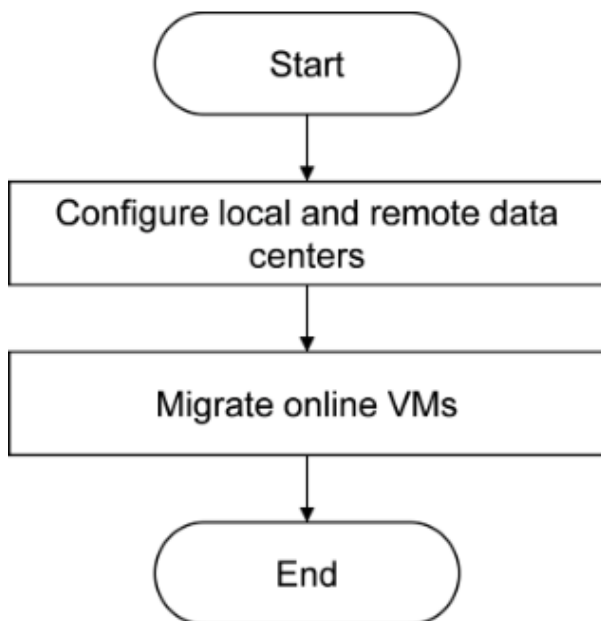 Start
Configure local and remote data
centers
Migrate online VMs
End